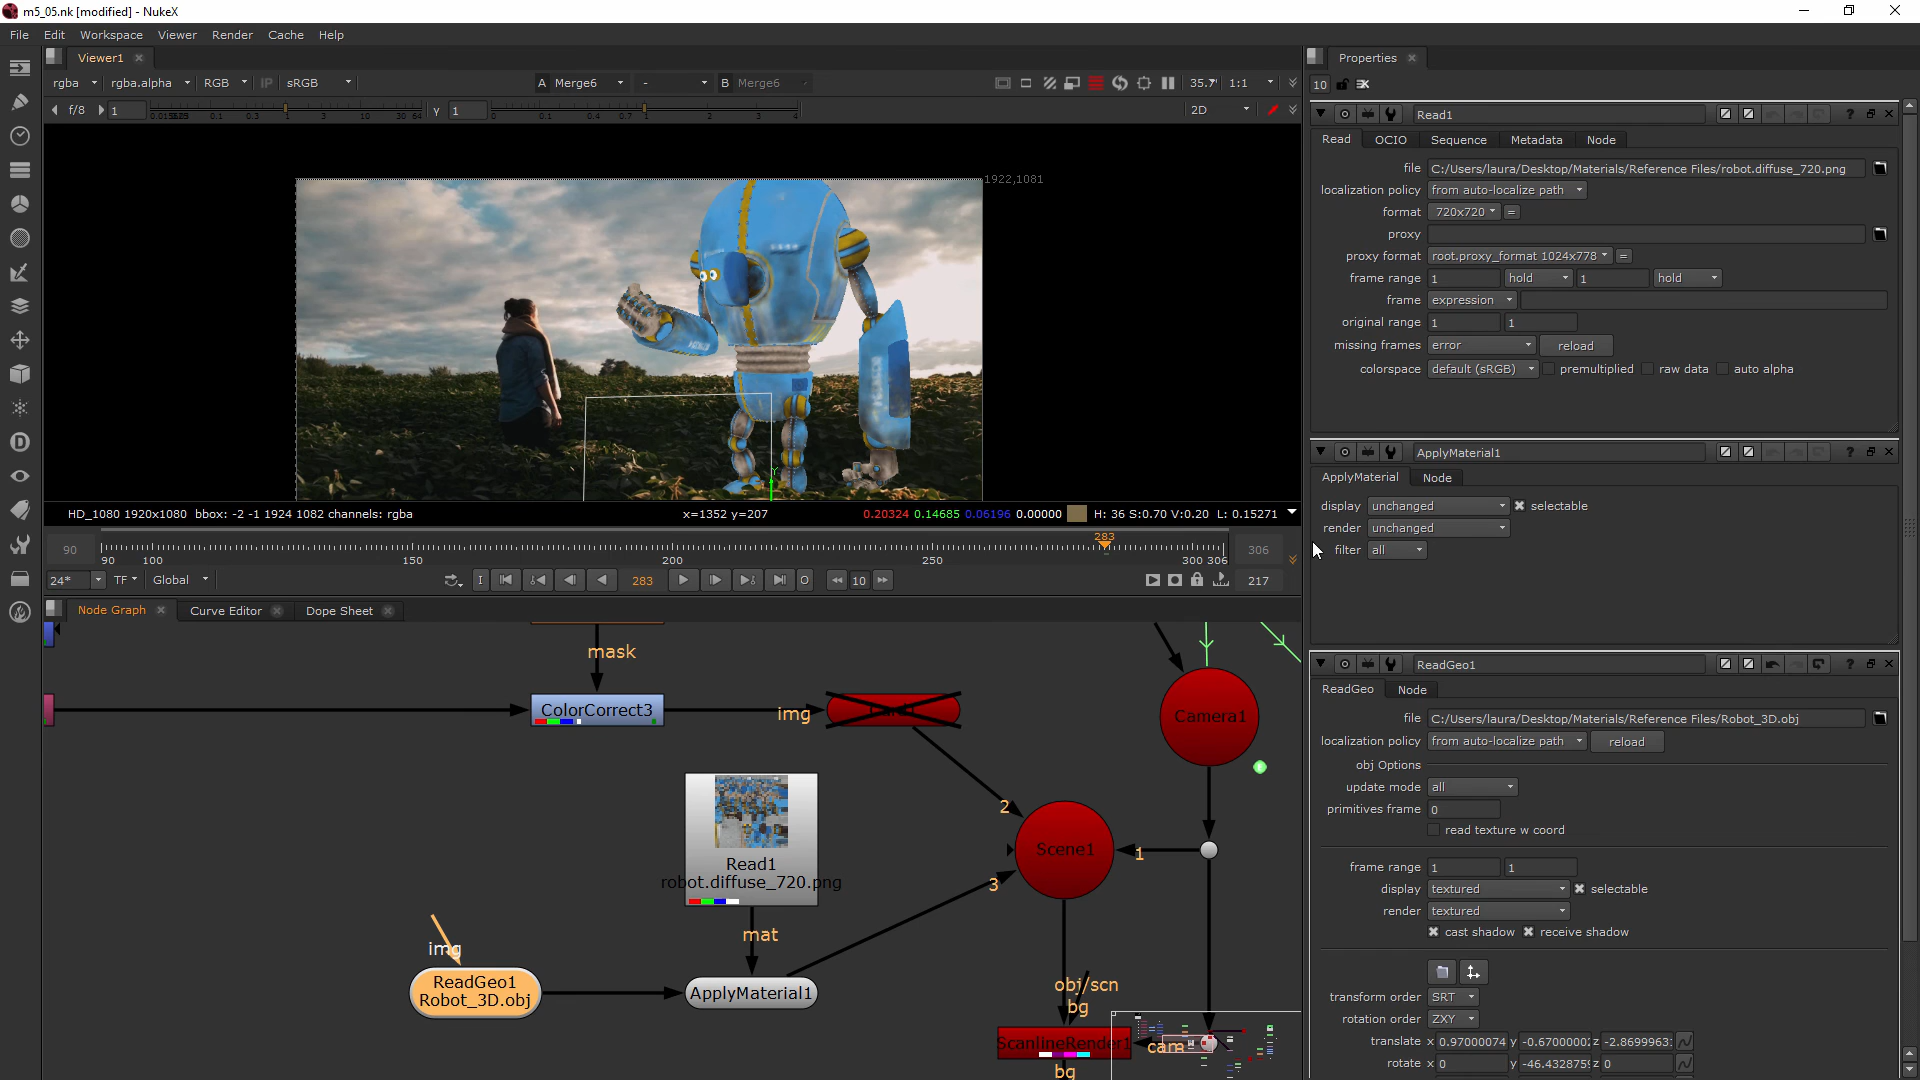 m5_05.nk [modified] - NukeX
File Edit Workspace Viewer Render Cache Help
Viewer1
rgba rgba.alpha RGB IP sRGB A Merge6 - B Merge6 35.7 1:1
f/8 1 Y 1 2D
1922,1081
HD_1080 1920x1080 bbox: -2 -1 1924 1082 channels: rgba x=1352 y=207 0.20324 0.14685 0.06196 0.00000 H: 36 S:0.70 V:0.20 L: 0.15271
283
90 306
90 100 150 200 250 300 306
24* TF Global I 283 O 10 217
Node Graph Curve Editor Dope Sheet
mask
ColorCorrect3
img
Camera1
2
Read1
robot.diffuse_720.png
Scene1
1
3
mat
img
ReadGeo1
Robot_3D.obj
ApplyMaterial1
obj/scn
bg
ScanlineRender1
cam
bg
Properties
10
Read1
Read OCIO Sequence Metadata Node
file C:/Users/laura/Desktop/Materials/Reference Files/robot.diffuse_720.png
localization policy from auto-localize path
format 720x720 =
proxy
proxy format root.proxy_format 1024x778 =
frame range 1 hold 1 hold
frame expression
original range 1 1
missing frames error reload
colorspace default (sRGB) premultiplied raw data auto alpha
ApplyMaterial1
ApplyMaterial Node
display unchanged selectable
render unchanged
filter all
ReadGeo1
ReadGeo Node
file C:/Users/laura/Desktop/Materials/Reference Files/Robot_3D.obj
localization policy from auto-localize path reload
obj Options
update mode all
primitives frame 0
read texture w coord
frame range 1 1
display textured selectable
render textured
cast shadow receive shadow
transform order SRT
rotation order ZXY
translate x 0.97000074 y -0.6700000 z -2.8699963
rotate x 0 y -46.432875 z 0